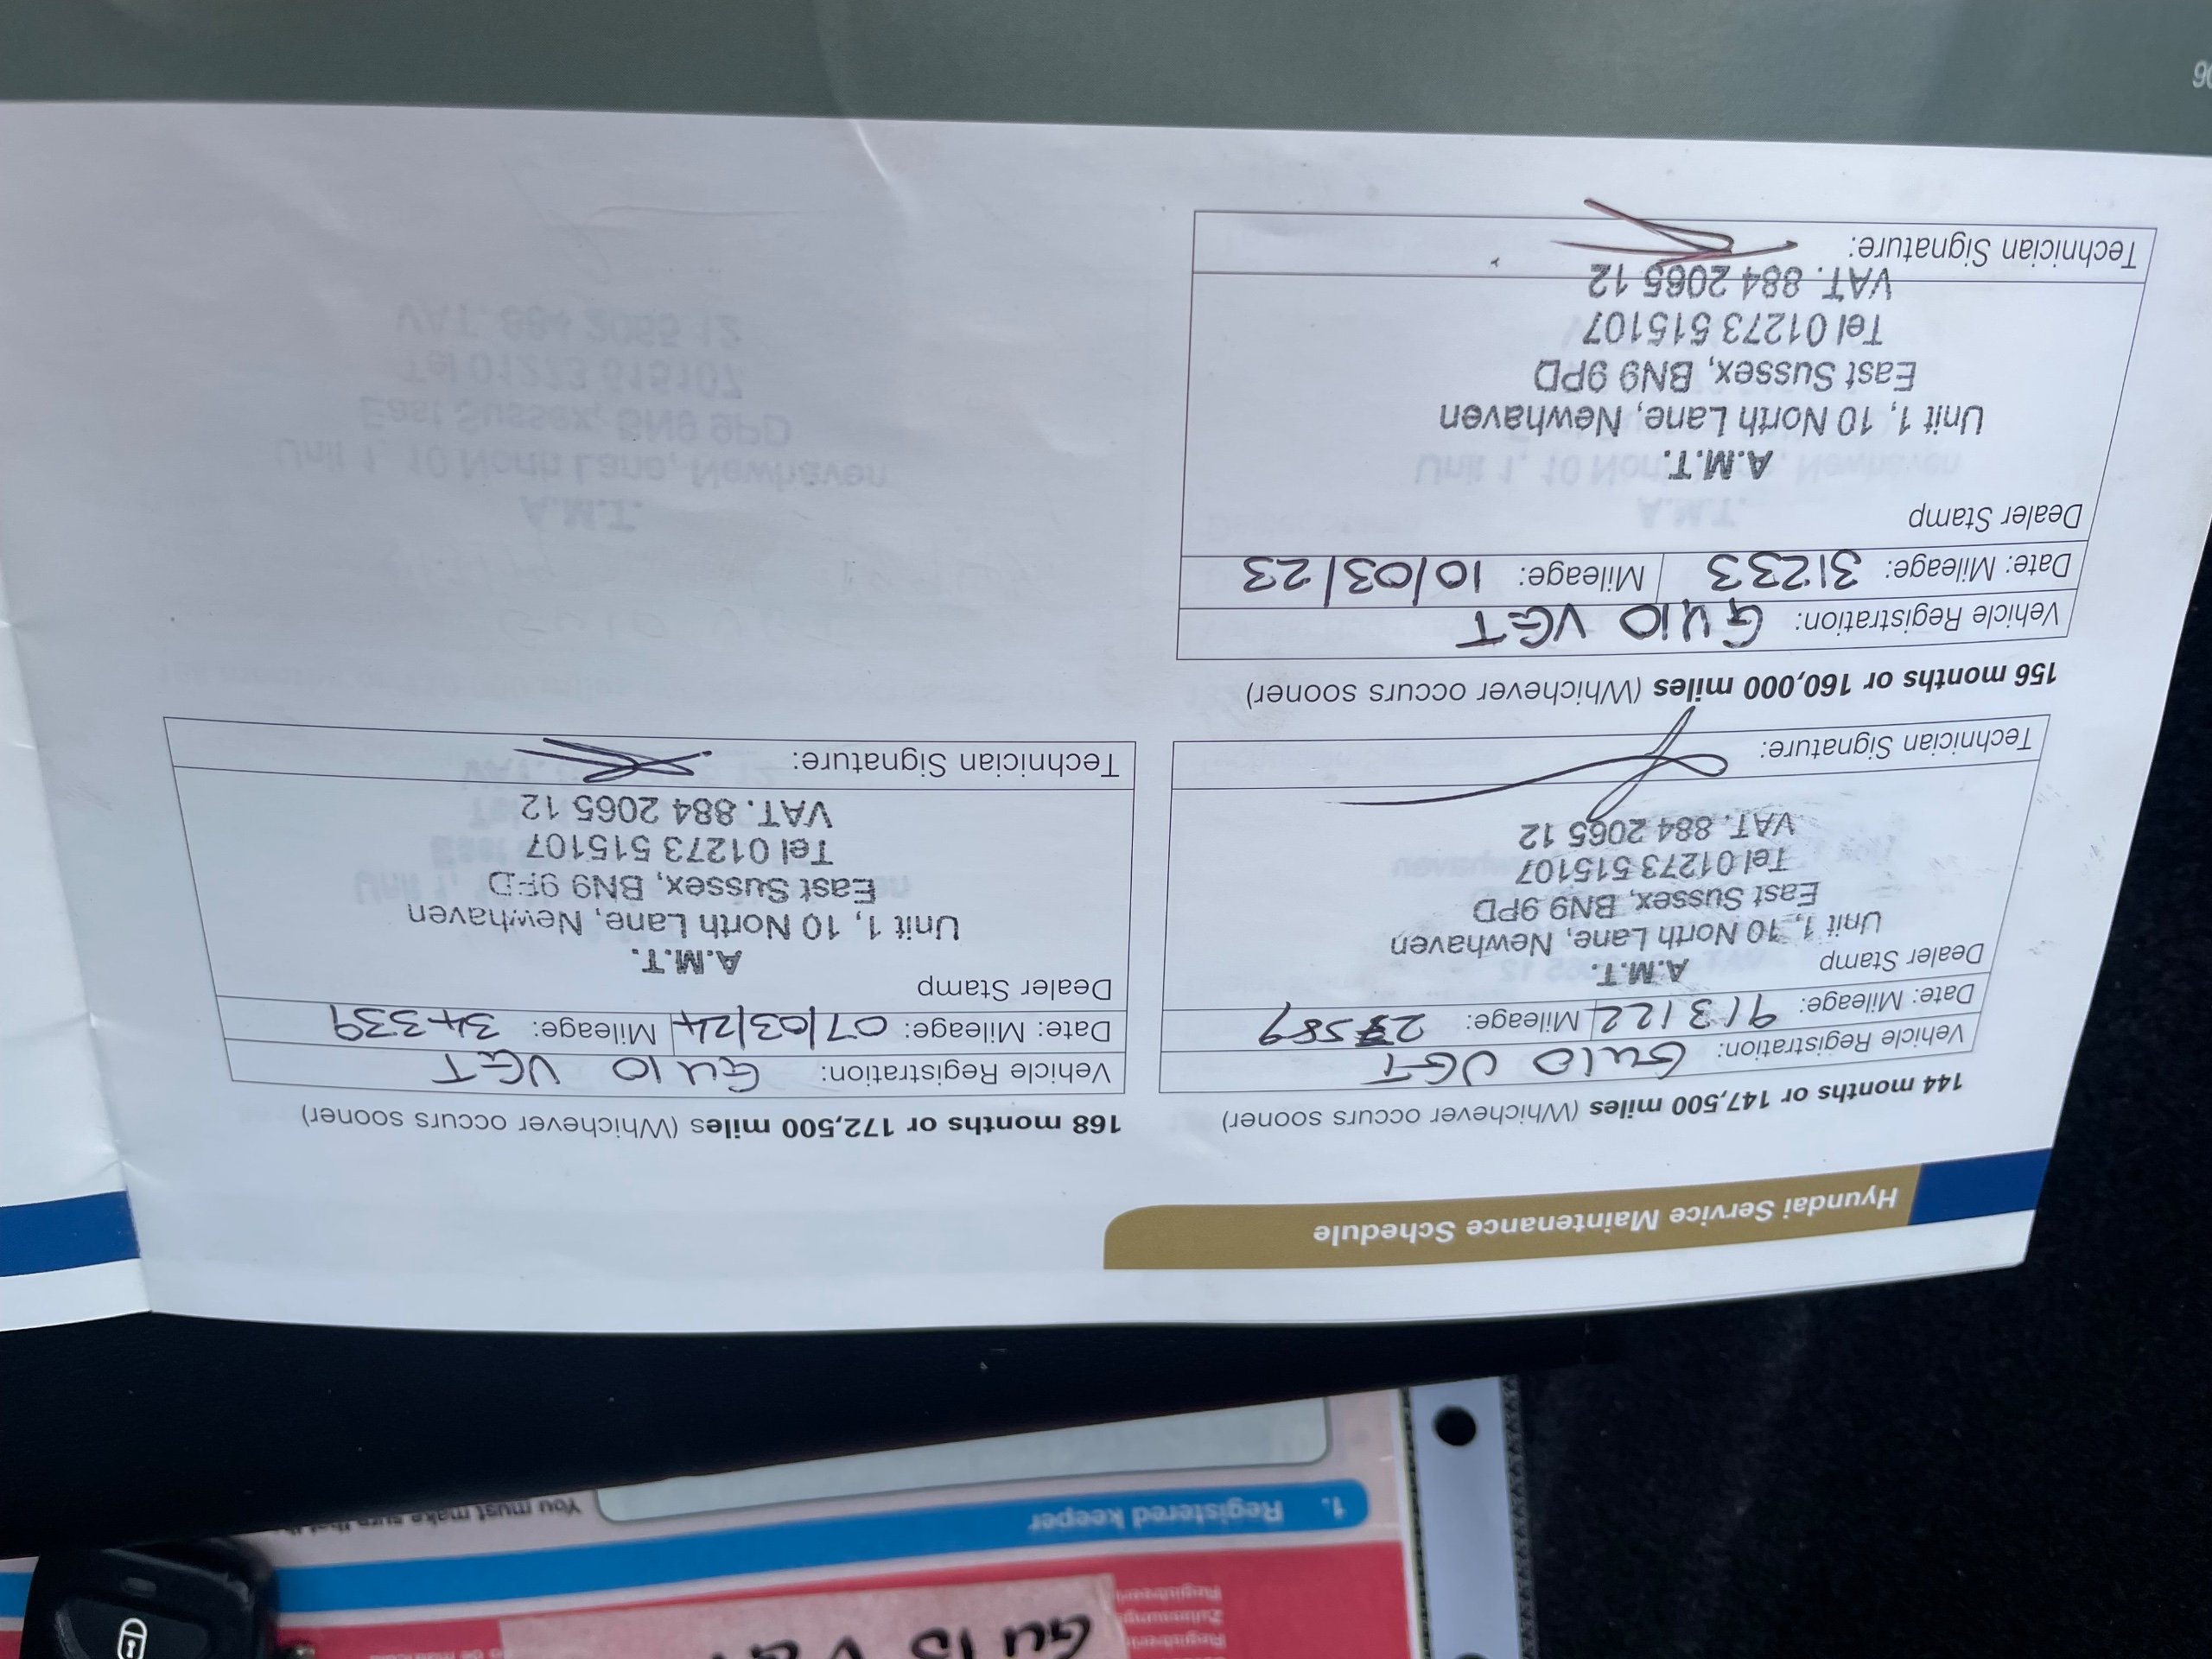 Hyundai Service Maintenance Schedule
144 months or 147,500 miles (Whichever occurs sooner)
Vehicle Registration: GU10 VGT
Date: Mileage: 9/3/22 Mileage: 27589
Dealer Stamp
A.M.T.
Unit 1, 10 North Lane, Newhaven
East Sussex, BN9 9PD
Tel 01273 515107
VAT. 884 2065 12
Technician Signature:
156 months or 160,000 miles (Whichever occurs sooner)
Vehicle Registration: GU10 VGT
Date: Mileage: 31233 Mileage: 10/03/23
Dealer Stamp
A.M.T.
Unit 1, 10 North Lane, Newhaven
East Sussex, BN9 9PD
Tel 01273 515107
VAT. 884 2065 12
Technician Signature:
168 months or 172,500 miles (Whichever occurs sooner)
Vehicle Registration: GU10 VGT
Date: Mileage: 07/03/24 Mileage: 34339
Dealer Stamp
A.M.T.
Unit 1, 10 North Lane, Newhaven
East Sussex, BN9 9PD
Tel 01273 515107
VAT. 884 2065 12
Technician Signature:
1. Registered keeper
You must make sure